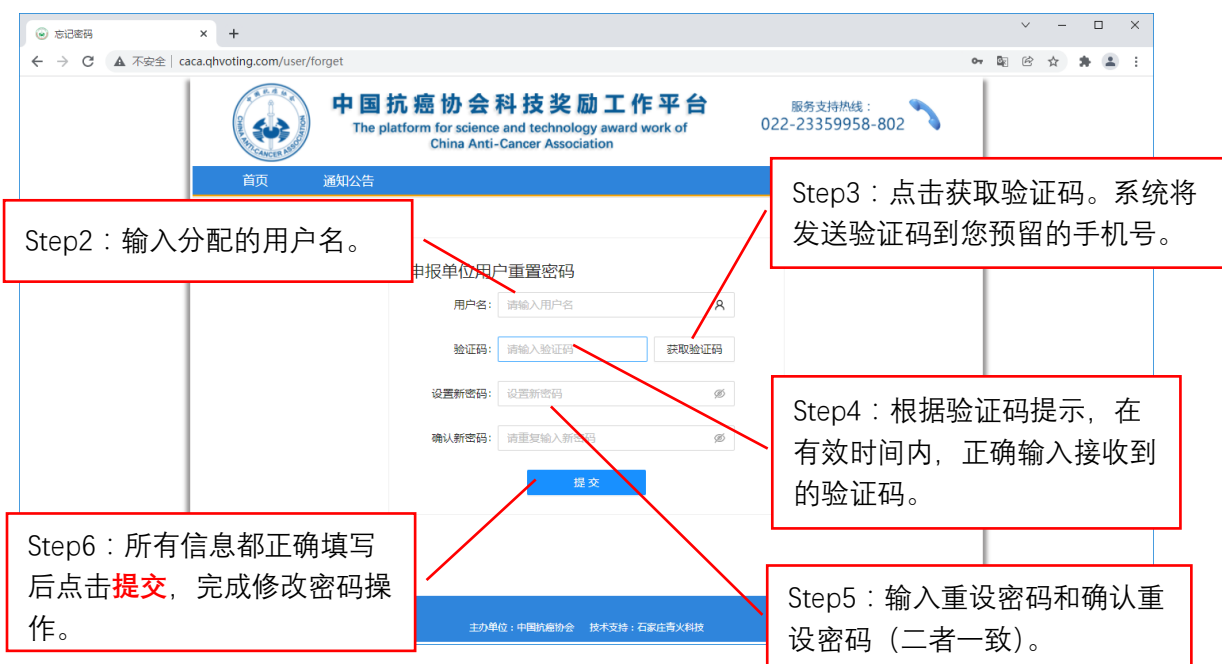 忘记密码
不安全 | caca.qhvoting.com/user/forget
中国抗癌协会科技奖励工作平台
The platform for science and technology award work of
China Anti-Cancer Association
服务支持热线：
022-23359958-802
CHINA ANTI-CANCER ASSOCIATION
首页 通知公告
Step3：点击获取验证码。系统将
发送验证码到您预留的手机号。
Step2：输入分配的用户名。
申报单位用户重置密码
用户名: 请输入用户名
验证码: 请输入验证码 获取验证码
设置新密码: 设置新密码
确认新密码: 请重复输入新密码
提 交
Step4：根据验证码提示，在
有效时间内，正确输入接收到
的验证码。
Step6：所有信息都正确填写
后点击提交，完成修改密码操
作。
Step5：输入重设密码和确认重
设密码（二者一致）。
主办单位：中国抗癌协会 技术支持：石家庄青火科技